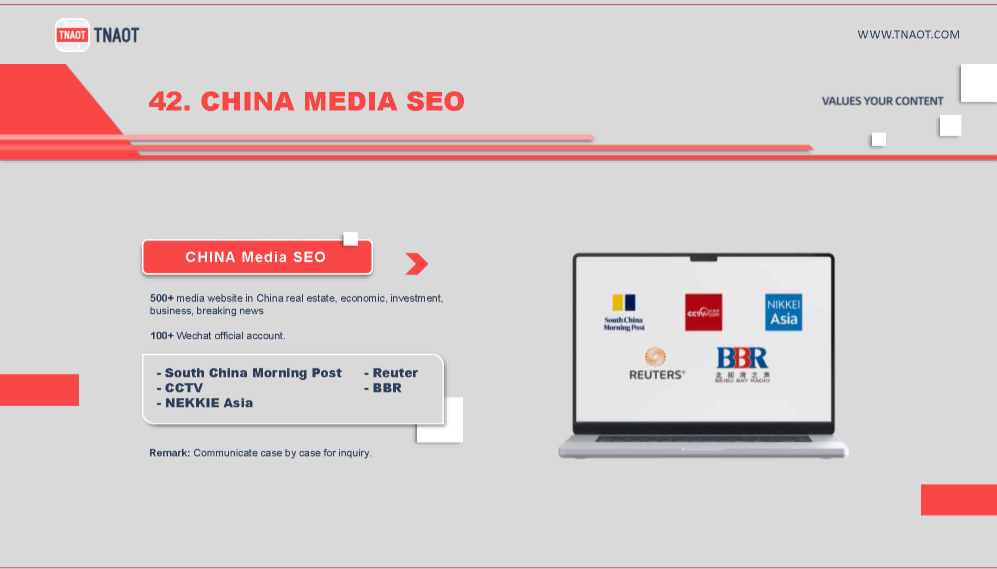 TNAOT TNAOT
WWW.TNAOT.COM
42. CHINA MEDIA SEO
VALUES YOUR CONTENT
CHINA Media SEO
500+ media website in China real estate, economic, investment,
business, breaking news
100+ Wechat official account.
- South China Morning Post
- CCTV
- NEKKIE Asia
- Reuter
- BBR
Remark: Communicate case by case for inquiry.
South China
Morning Post
CCTV
com
NIKKEI
Asia
REUTERS
BBR
北部湾之声
BEIBU BAY RADIO